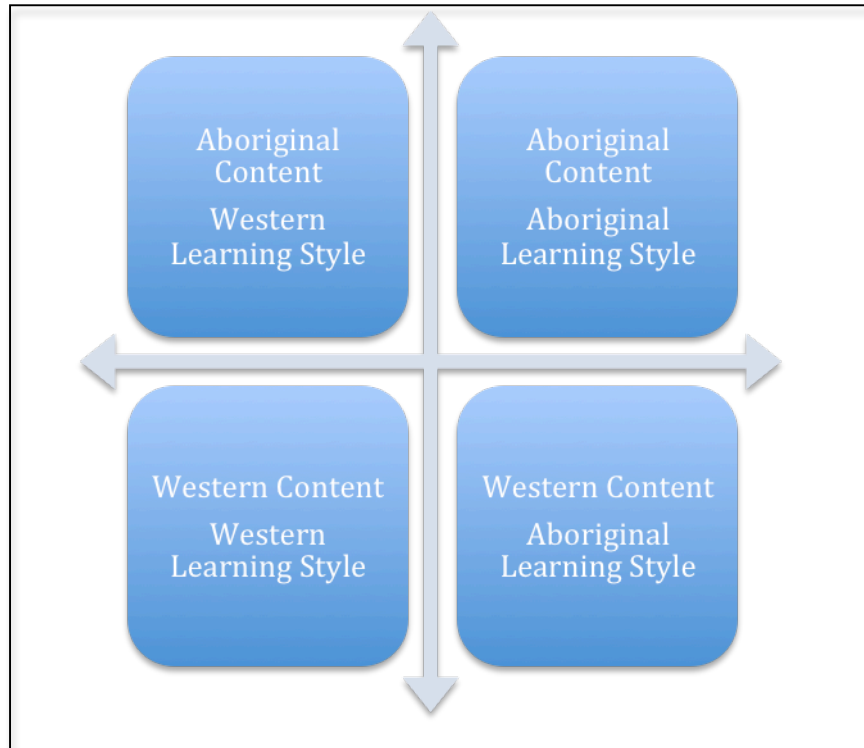 Aboriginal
Content
Western
Learning Style
Aboriginal
Content
Aboriginal
Learning Style
Western Content
Western
Learning Style
Western Content
Aboriginal
Learning Style